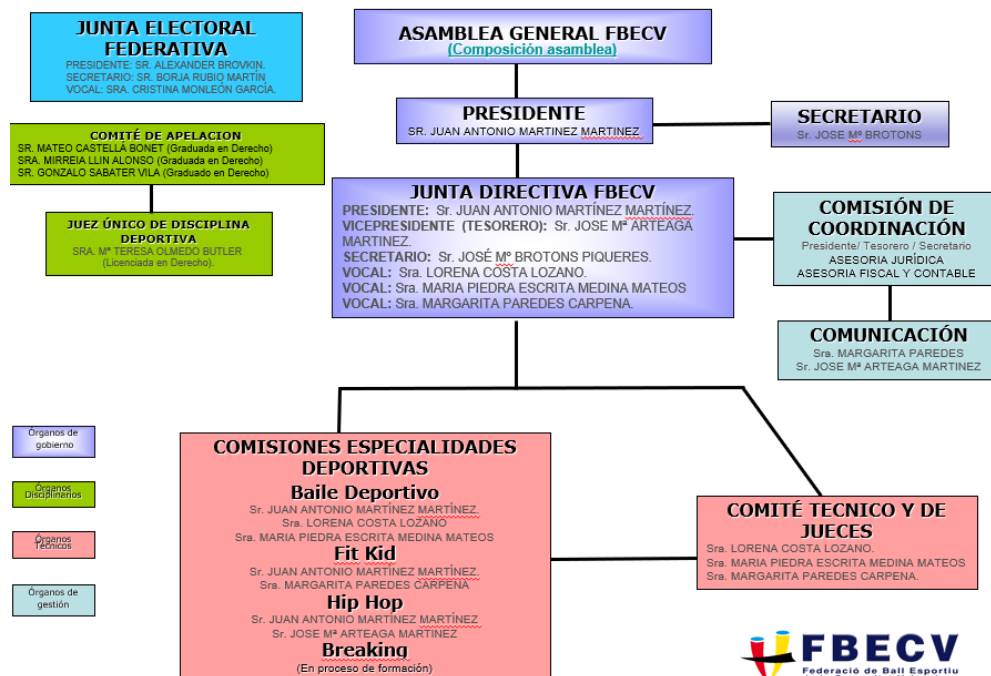 JUNTA ELECTORAL
FEDERATIVA
PRESIDENTE: SR. ALEXANDER BROVKIN.
SECRETARIO: SR. BORJA RUBIO MARTÍN
VOCAL: SRA. CRISTINA MONLEÓN GARCÍA.
ASAMBLEA GENERAL FBECV
(Composición asamblea)
PRESIDENTE
SR. JUAN ANTONIO MARTINEZ MARTINEZ
SECRETARIO
Sr. JOSE Mº BROTONS
COMITÉ DE APELACION
SR. MATEO CASTELLÁ BONET (Graduada en Derecho)
SRA. MIRREIA LLIN ALONSO (Graduada en Derecho)
SR. GONZALO SABATER VILA (Graduado en Derecho)
JUEZ ÚNICO DE DISCIPLINA
DEPORTIVA
SRA. Mª TERESA OLMEDO BUTLER
(Licenciada en Derecho).
JUNTA DIRECTIVA FBECV
PRESIDENTE: Sr. JUAN ANTONIO MARTÍNEZ MARTÍNEZ.
VICEPRESIDENTE (TESORERO): Sr. JOSE Mª ARTEAGA
MARTINEZ.
SECRETARIO: Sr. JOSÉ Mº BROTONS PIQUERES.
VOCAL: Sra. LORENA COSTA LOZANO.
VOCAL: Sra. MARIA PIEDRA ESCRITA MEDINA MATEOS
VOCAL: Sra. MARGARITA PAREDES CARPENA.
COMISIÓN DE
COORDINACIÓN
Presidente/ Tesorero / Secretario
ASESORIA JURÍDICA
ASESORIA FISCAL Y CONTABLE
COMUNICACIÓN
Sra. MARGARITA PAREDES
Sr. JOSE Mª ARTEAGA MARTINEZ
Órganos de
gobierno
Órganos
Disciplinarios
Órganos
Técnicos
Órganos de
gestión
COMISIONES ESPECIALIDADES
DEPORTIVAS
Baile Deportivo
Sr. JUAN ANTONIO MARTÍNEZ MARTÍNEZ.
Sra. LORENA COSTA LOZANO
Sra. MARIA PIEDRA ESCRITA MEDINA MATEOS
Fit Kid
Sr. JUAN ANTONIO MARTÍNEZ MARTÍNEZ.
Sra. MARGARITA PAREDES CARPENA
Hip Hop
Sr. JUAN ANTONIO MARTÍNEZ MARTÍNEZ
Sr. JOSE Mª ARTEAGA MARTINEZ
Breaking
(En proceso de formación)
COMITÉ TECNICO Y DE
JUECES
Sra. LORENA COSTA LOZANO.
Sra. MARIA PIEDRA ESCRITA MEDINA MATEOS
Sra. MARGARITA PAREDES CARPENA.
FBECV
Federació de Ball Esportiu